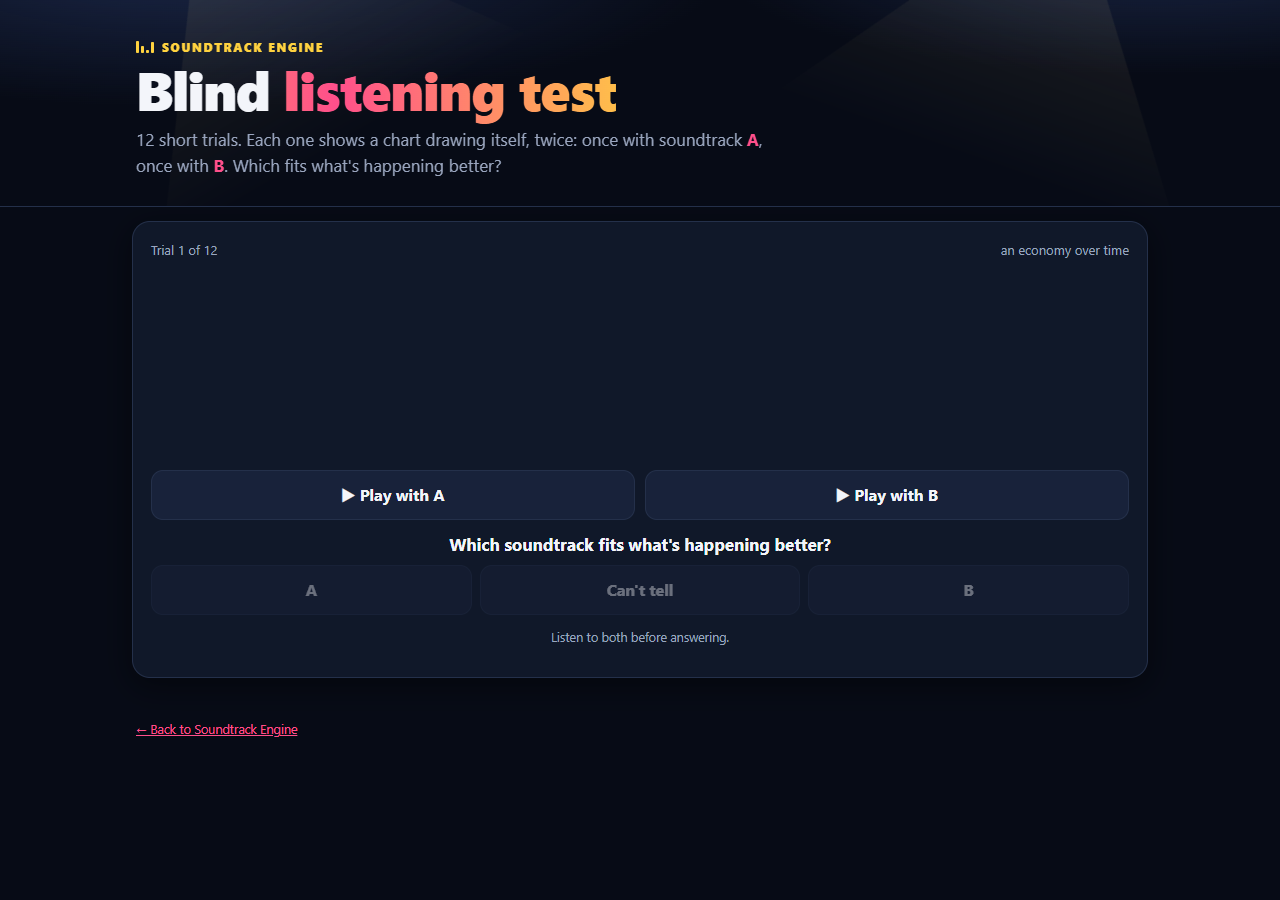 SOUNDTRACK ENGINE
Blind listening test
12 short trials. Each one shows a chart drawing itself, twice: once with soundtrack A,
once with B. Which fits what's happening better?
Trial 1 of 12
an economy over time
▶ Play with A
▶ Play with B
Which soundtrack fits what's happening better?
A
Can't tell
B
Listen to both before answering.
← Back to Soundtrack Engine